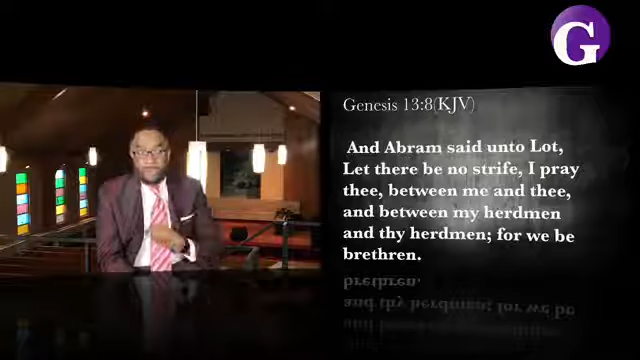 G
Genesis 13:8(KJV)
And Abram said unto Lot,
Let there be no strife, I pray
thee, between me and thee,
and between my herdmen
and thy herdmen; for we be
brethren.